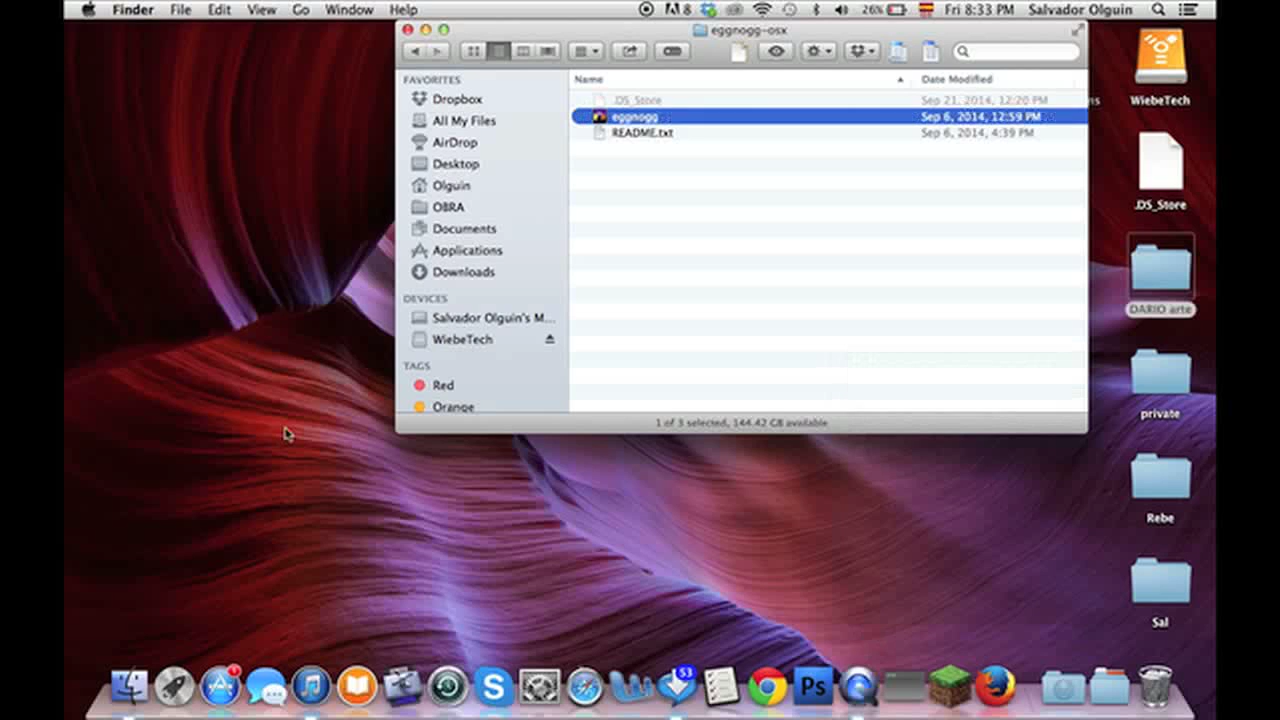 Finder File Edit View Go Window Help 8 26% Fri 8:33 PM Salvador Olguin
eggnogg-osx
FAVORITES
Dropbox
All My Files
AirDrop
Desktop
Olguin
OBRA
Documents
Applications
Downloads
DEVICES
Salvador Olguin's M...
WiebeTech
TAGS
Red
Orange
Name Date Modified
.DS_Store Sep 21, 2014, 12:20 PM
eggnogg Sep 6, 2014, 12:59 PM
README.txt Sep 6, 2014, 4:39 PM
1 of 3 selected, 144.42 GB available
WiebeTech
.DS_Store
DARIO arte
private
Rebe
Sal
1
S
53
Ps